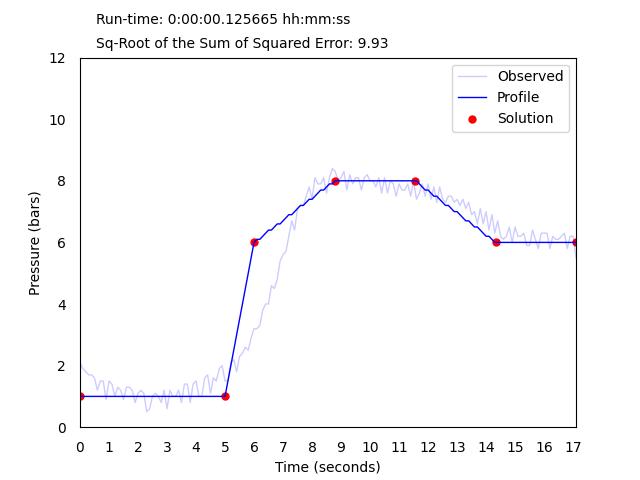 Run-time: 0:00:00.125665 hh:mm:ss
Sq-Root of the Sum of Squared Error: 9.93
12
10
8
6
4
2
0
Pressure (bars)
Observed
Profile
Solution
0 1 2 3 4 5 6 7 8 9 10 11 12 13 14 15 16 17
Time (seconds)